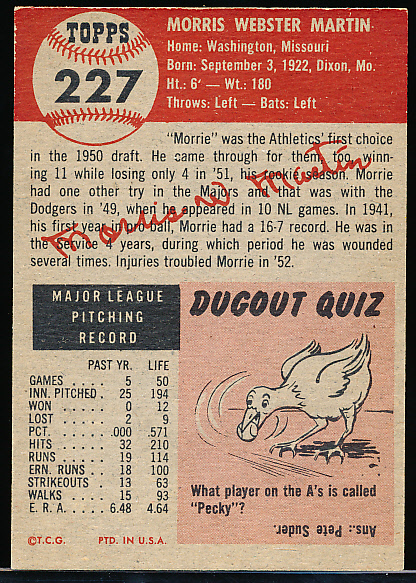 TOPPS
227
MORRIS WEBSTER MARTIN
Home: Washington, Missouri
Born: September 3, 1922, Dixon, Mo.
Ht.: 6' — Wt.: 180
Throws: Left — Bats: Left
"Morrie" was the Athletics' first choice
in the 1950 draft. He came through for them, too, winn-
ing 11 while losing only 4 in '51, his rookie season. Morrie
had one other try in the Majors and that was with the
Dodgers in '49, when he appeared in 10 NL games. In 1941,
his first year in pro ball, Morrie had a 16-7 record. He was in
the Service 4 years, during which period he was wounded
several times. Injuries troubled Morrie in '52.
Morris W Martin
MAJOR LEAGUE
PITCHING
RECORD
PAST YR. LIFE
GAMES . . . . 5 50
INN. PITCHED . 25 194
WON . . . . . 0 12
LOST . . . . . 2 9
PCT. . . . . . .000 .571
HITS . . . . . 32 210
RUNS . . . . 19 114
ERN. RUNS . . 18 100
STRIKEOUTS . 13 63
WALKS . . . . 15 93
E. R. A. . . . . 6.48 4.64
©T.C.G. PTD. IN U.S.A.
DUGOUT QUIZ
What player on the A's is called
"Pecky"?
Ans.: Pete Suder.